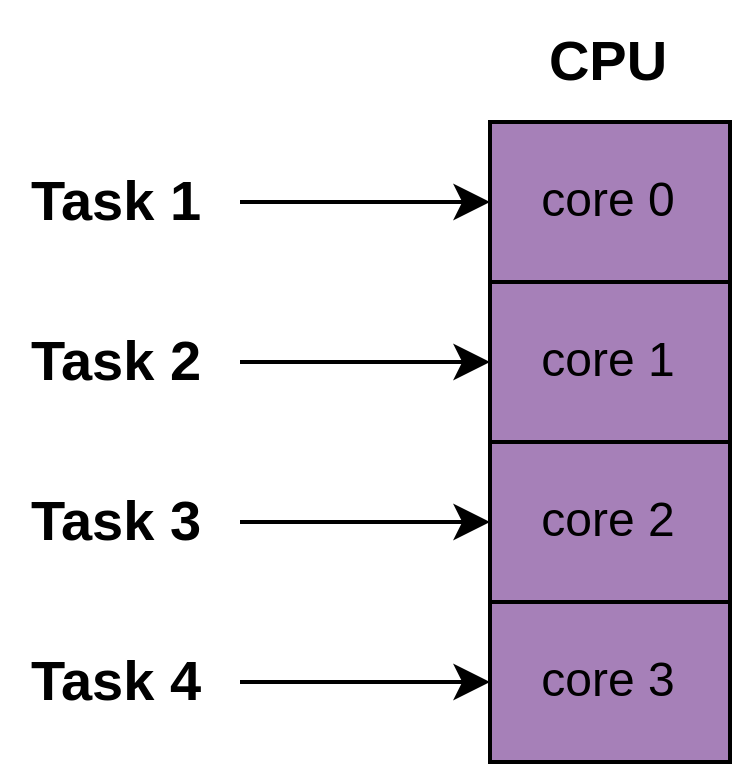 CPU
Task 1
core 0
Task 2
core 1
Task 3
core 2
Task 4
core 3